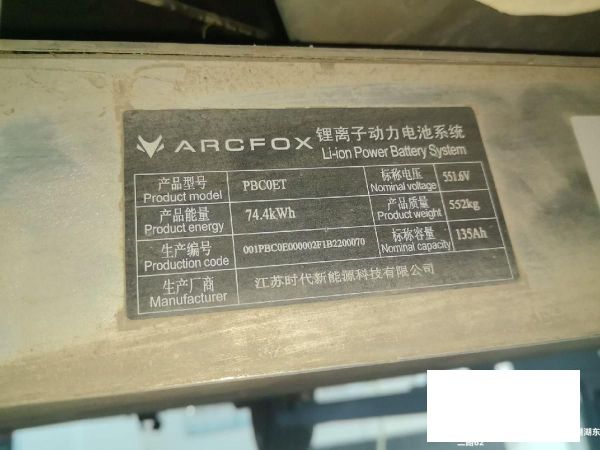 ARCFOX 锂离子动力电池系统
Li-ion Power Battery System
产品型号 PBC0ET 标称电压 551.6V
Product model Nominal voltage
产品能量 74.4kWh 产品质量 552kg
Product energy Product weight
生产编号 001PBC0E000002F1B2200070 标称容量 135Ah
Production code Nominal capacity
生产厂商 江苏时代新能源科技有限公司
Manufacturer
湖东